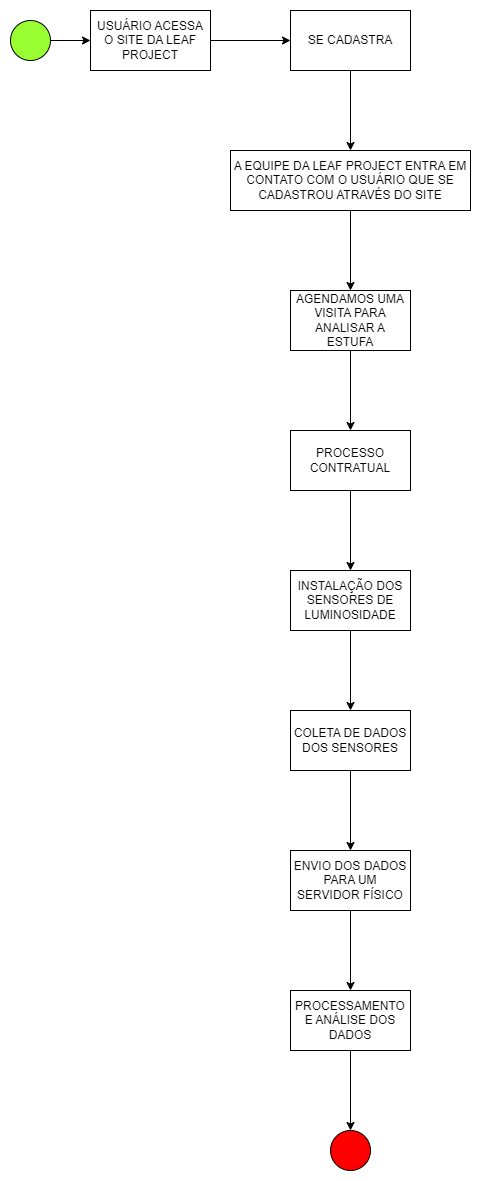 USUÁRIO ACESSA
O SITE DA LEAF
PROJECT
SE CADASTRA
A EQUIPE DA LEAF PROJECT ENTRA EM
CONTATO COM O USUÁRIO QUE SE
CADASTROU ATRAVÉS DO SITE
AGENDAMOS UMA
VISITA PARA
ANALISAR A
ESTUFA
PROCESSO
CONTRATUAL
INSTALAÇÃO DOS
SENSORES DE
LUMINOSIDADE
COLETA DE DADOS
DOS SENSORES
ENVIO DOS DADOS
PARA UM
SERVIDOR FÍSICO
PROCESSAMENTO
E ANÁLISE DOS
DADOS